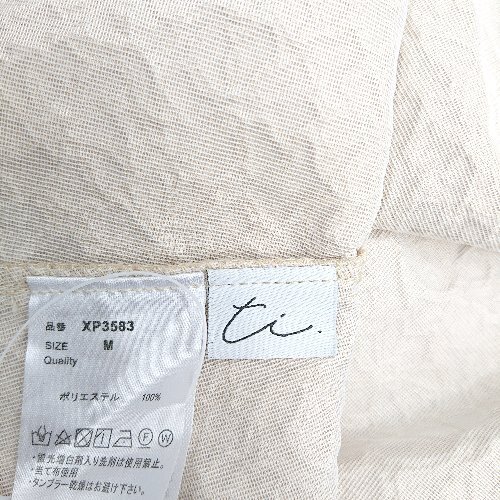 品番 XP3583
SIZE M
Quality
ポリエステル 100%
F W
・蛍光増白剤入り洗剤は使用禁止。
・当て布使用
・タンブラー乾燥はお避け下さい。
ti.